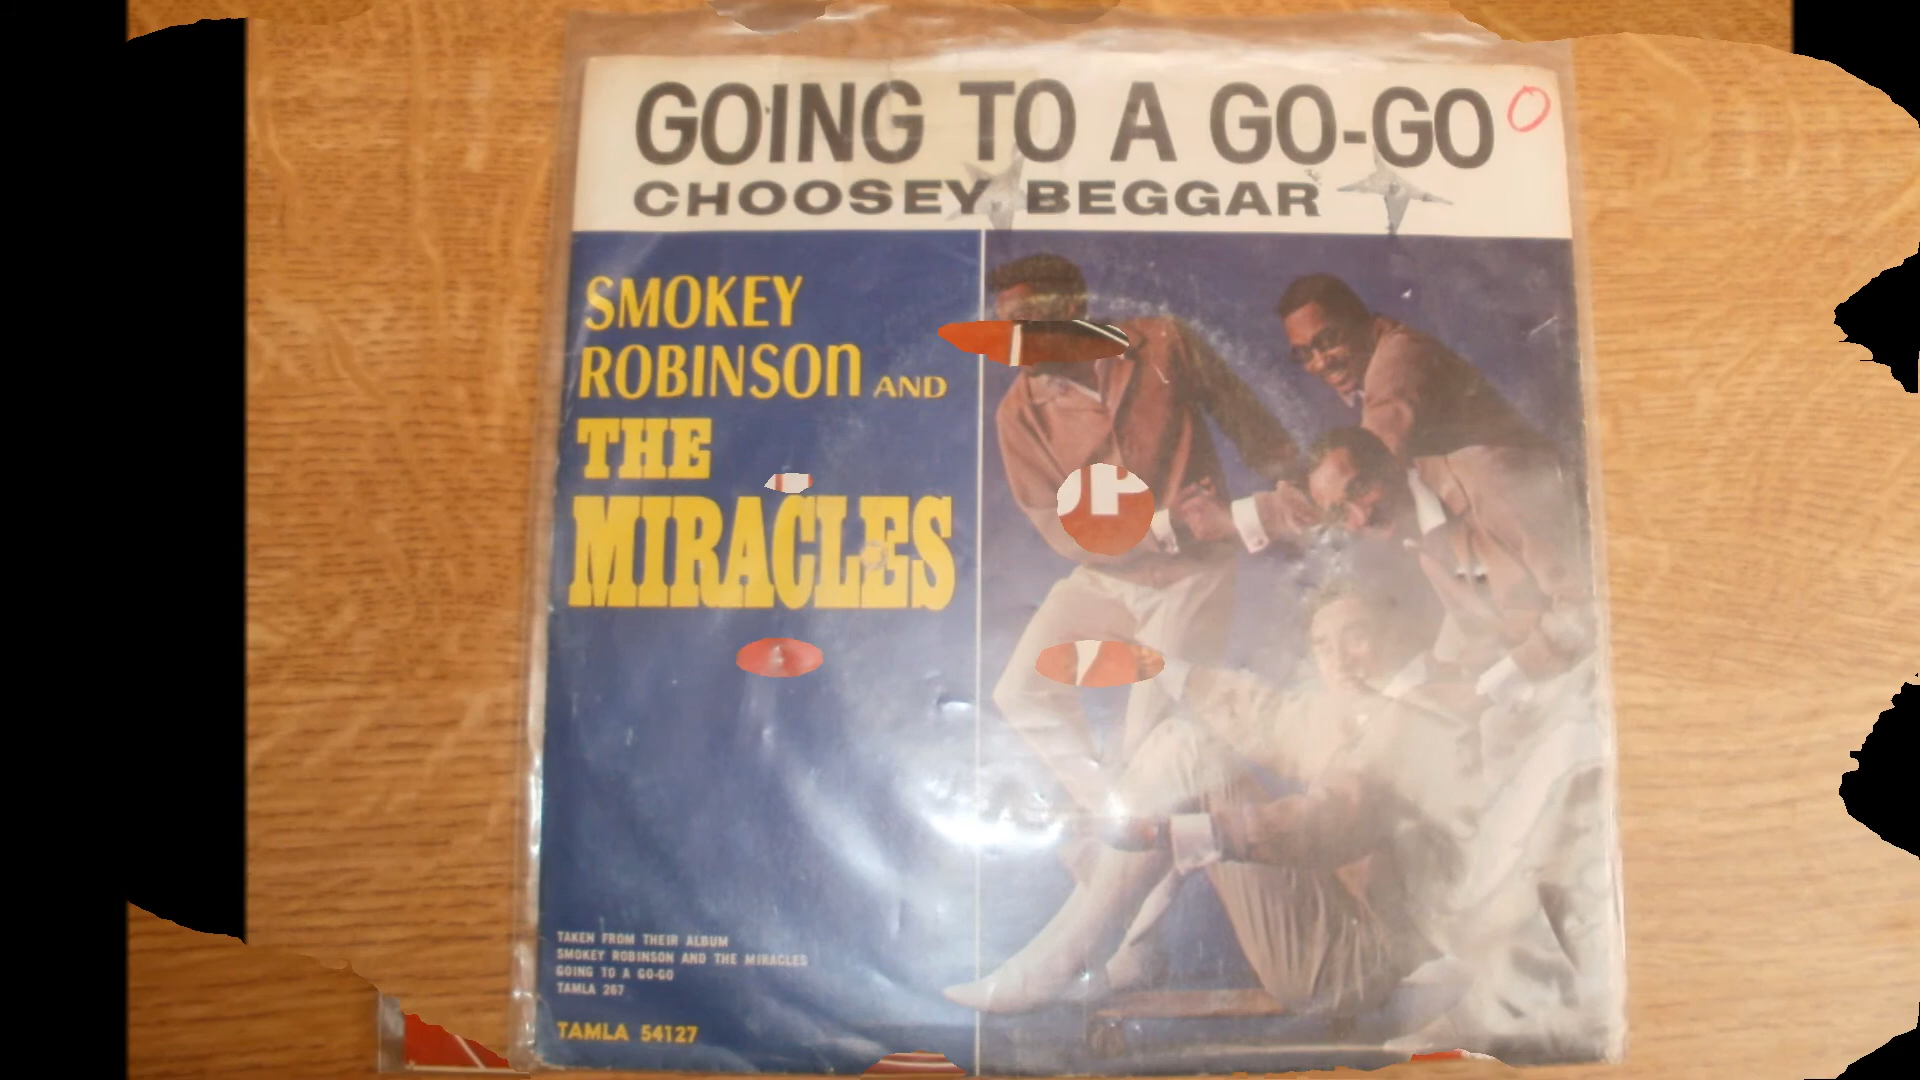 GOING TO A GO-GO
CHOOSEY BEGGAR
SMOKEY
ROBINSON AND
THE
MIRACLES
TAKEN FROM THEIR ALBUM
SMOKEY ROBINSON AND THE MIRACLES
GOING TO A GO-GO
TAMLA 267
TAMLA 54127